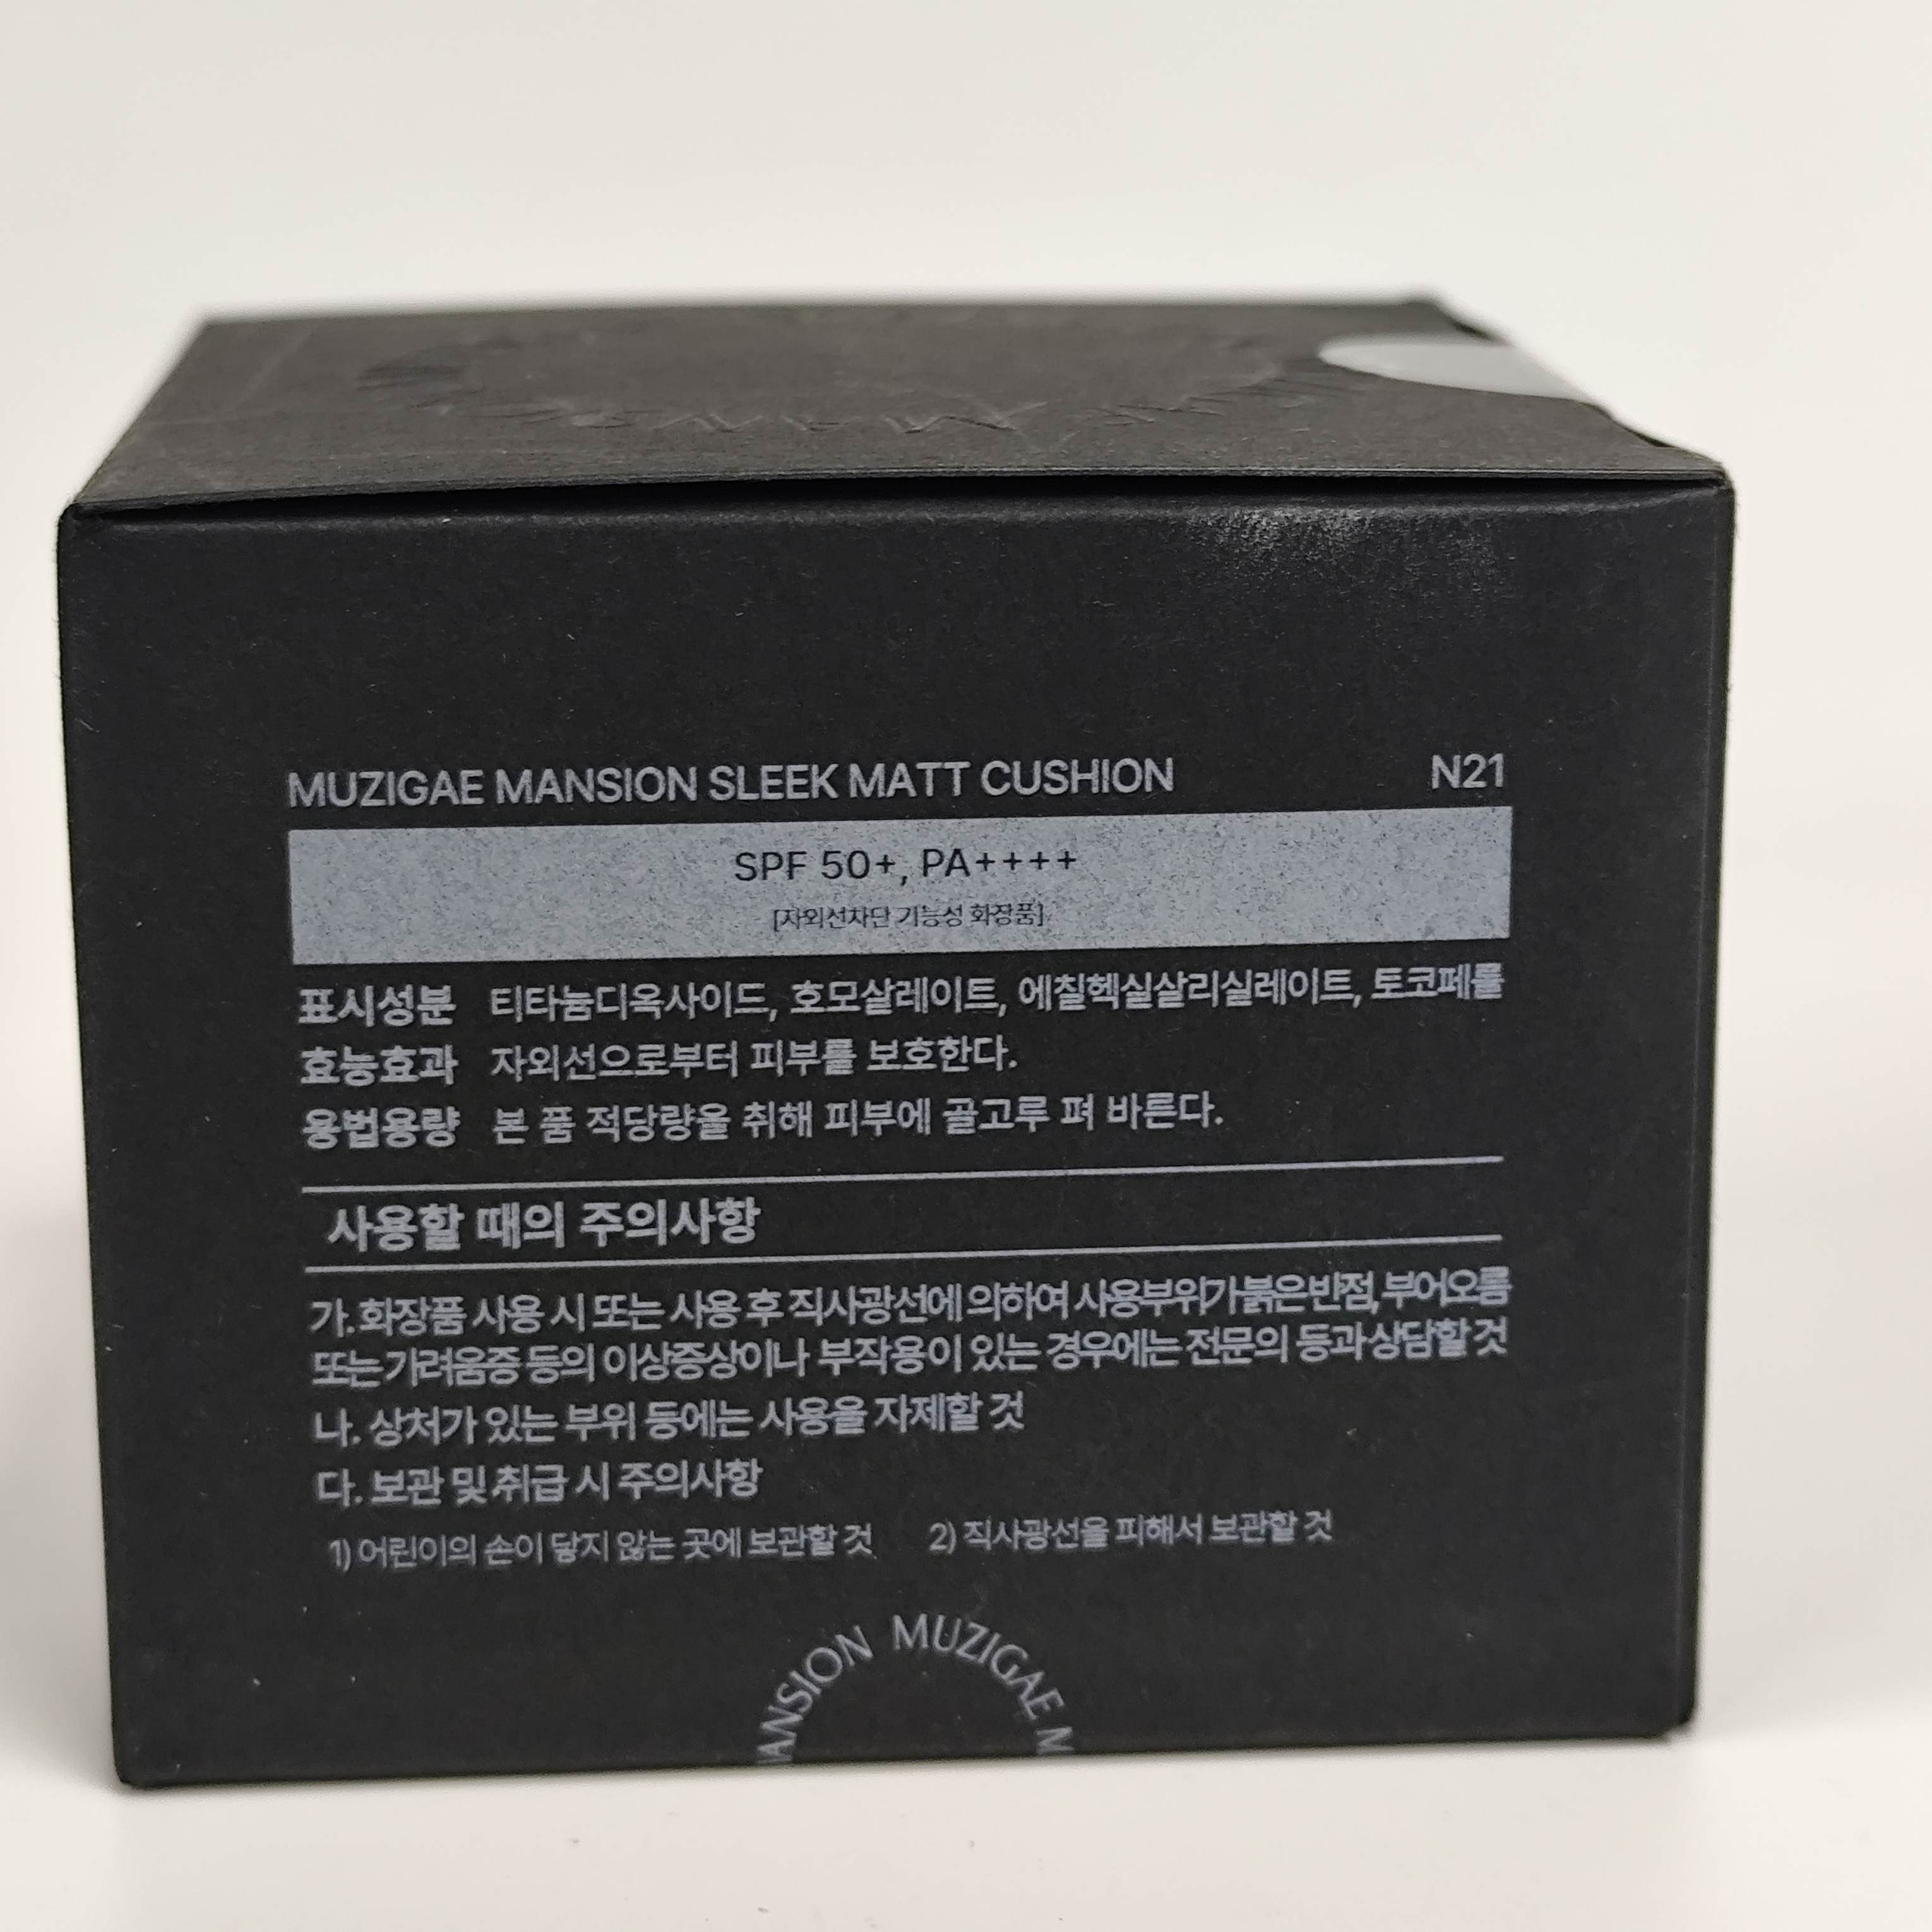 MUZIGAE MANSION SLEEK MATT CUSHION N21
SPF 50+, PA++++
[자외선차단 기능성 화장품]
표시성분 티타늄디옥사이드, 호모살레이트, 에칠헥실살리실레이트, 토코페롤
효능효과 자외선으로부터 피부를 보호한다.
용법용량 본 품 적당량을 취해 피부에 골고루 펴 바른다.
사용할 때의 주의사항
가. 화장품 사용 시 또는 사용 후 직사광선에 의하여 사용부위가 붉은 반점, 부어오름
또는 가려움증 등의 이상증상이나 부작용이 있는 경우에는 전문의 등과 상담할 것
나. 상처가 있는 부위 등에는 사용을 자제할 것
다. 보관 및 취급 시 주의사항
1) 어린이의 손이 닿지 않는 곳에 보관할 것 2) 직사광선을 피해서 보관할 것
ANSION MUZIGAE M